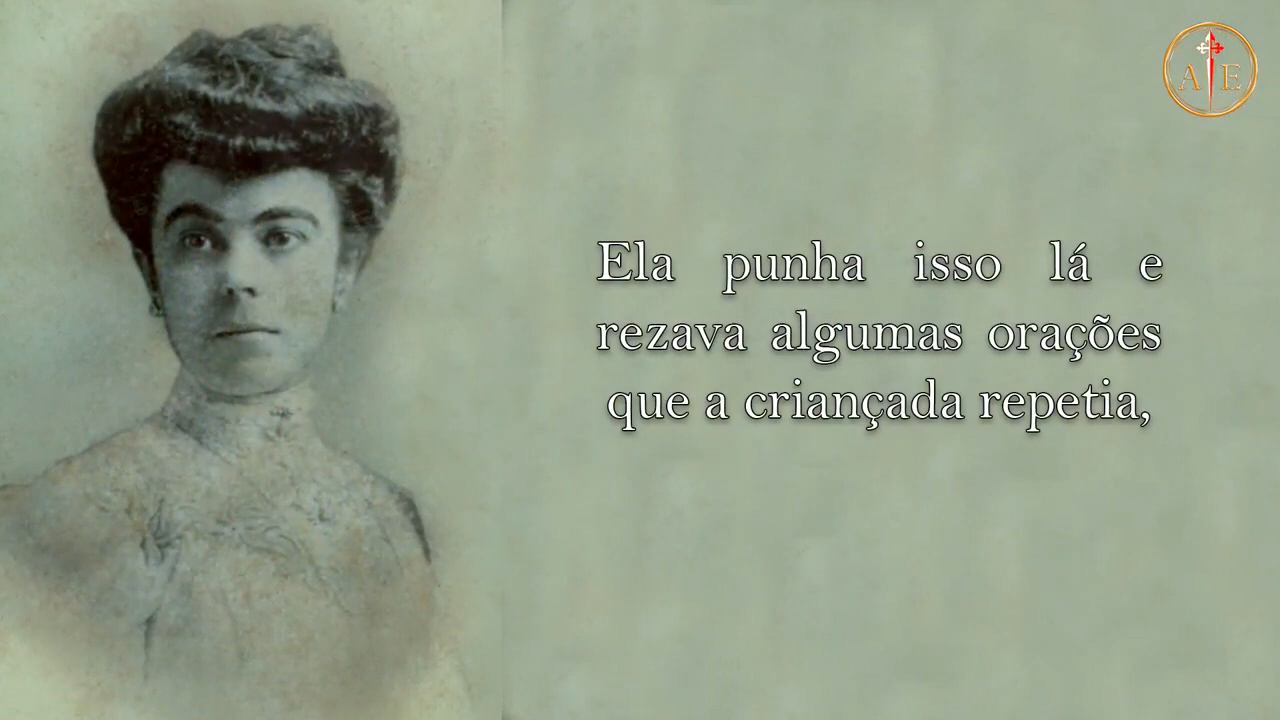 A E
Ela punha isso lá e
rezava algumas orações
que a criançada repetia,